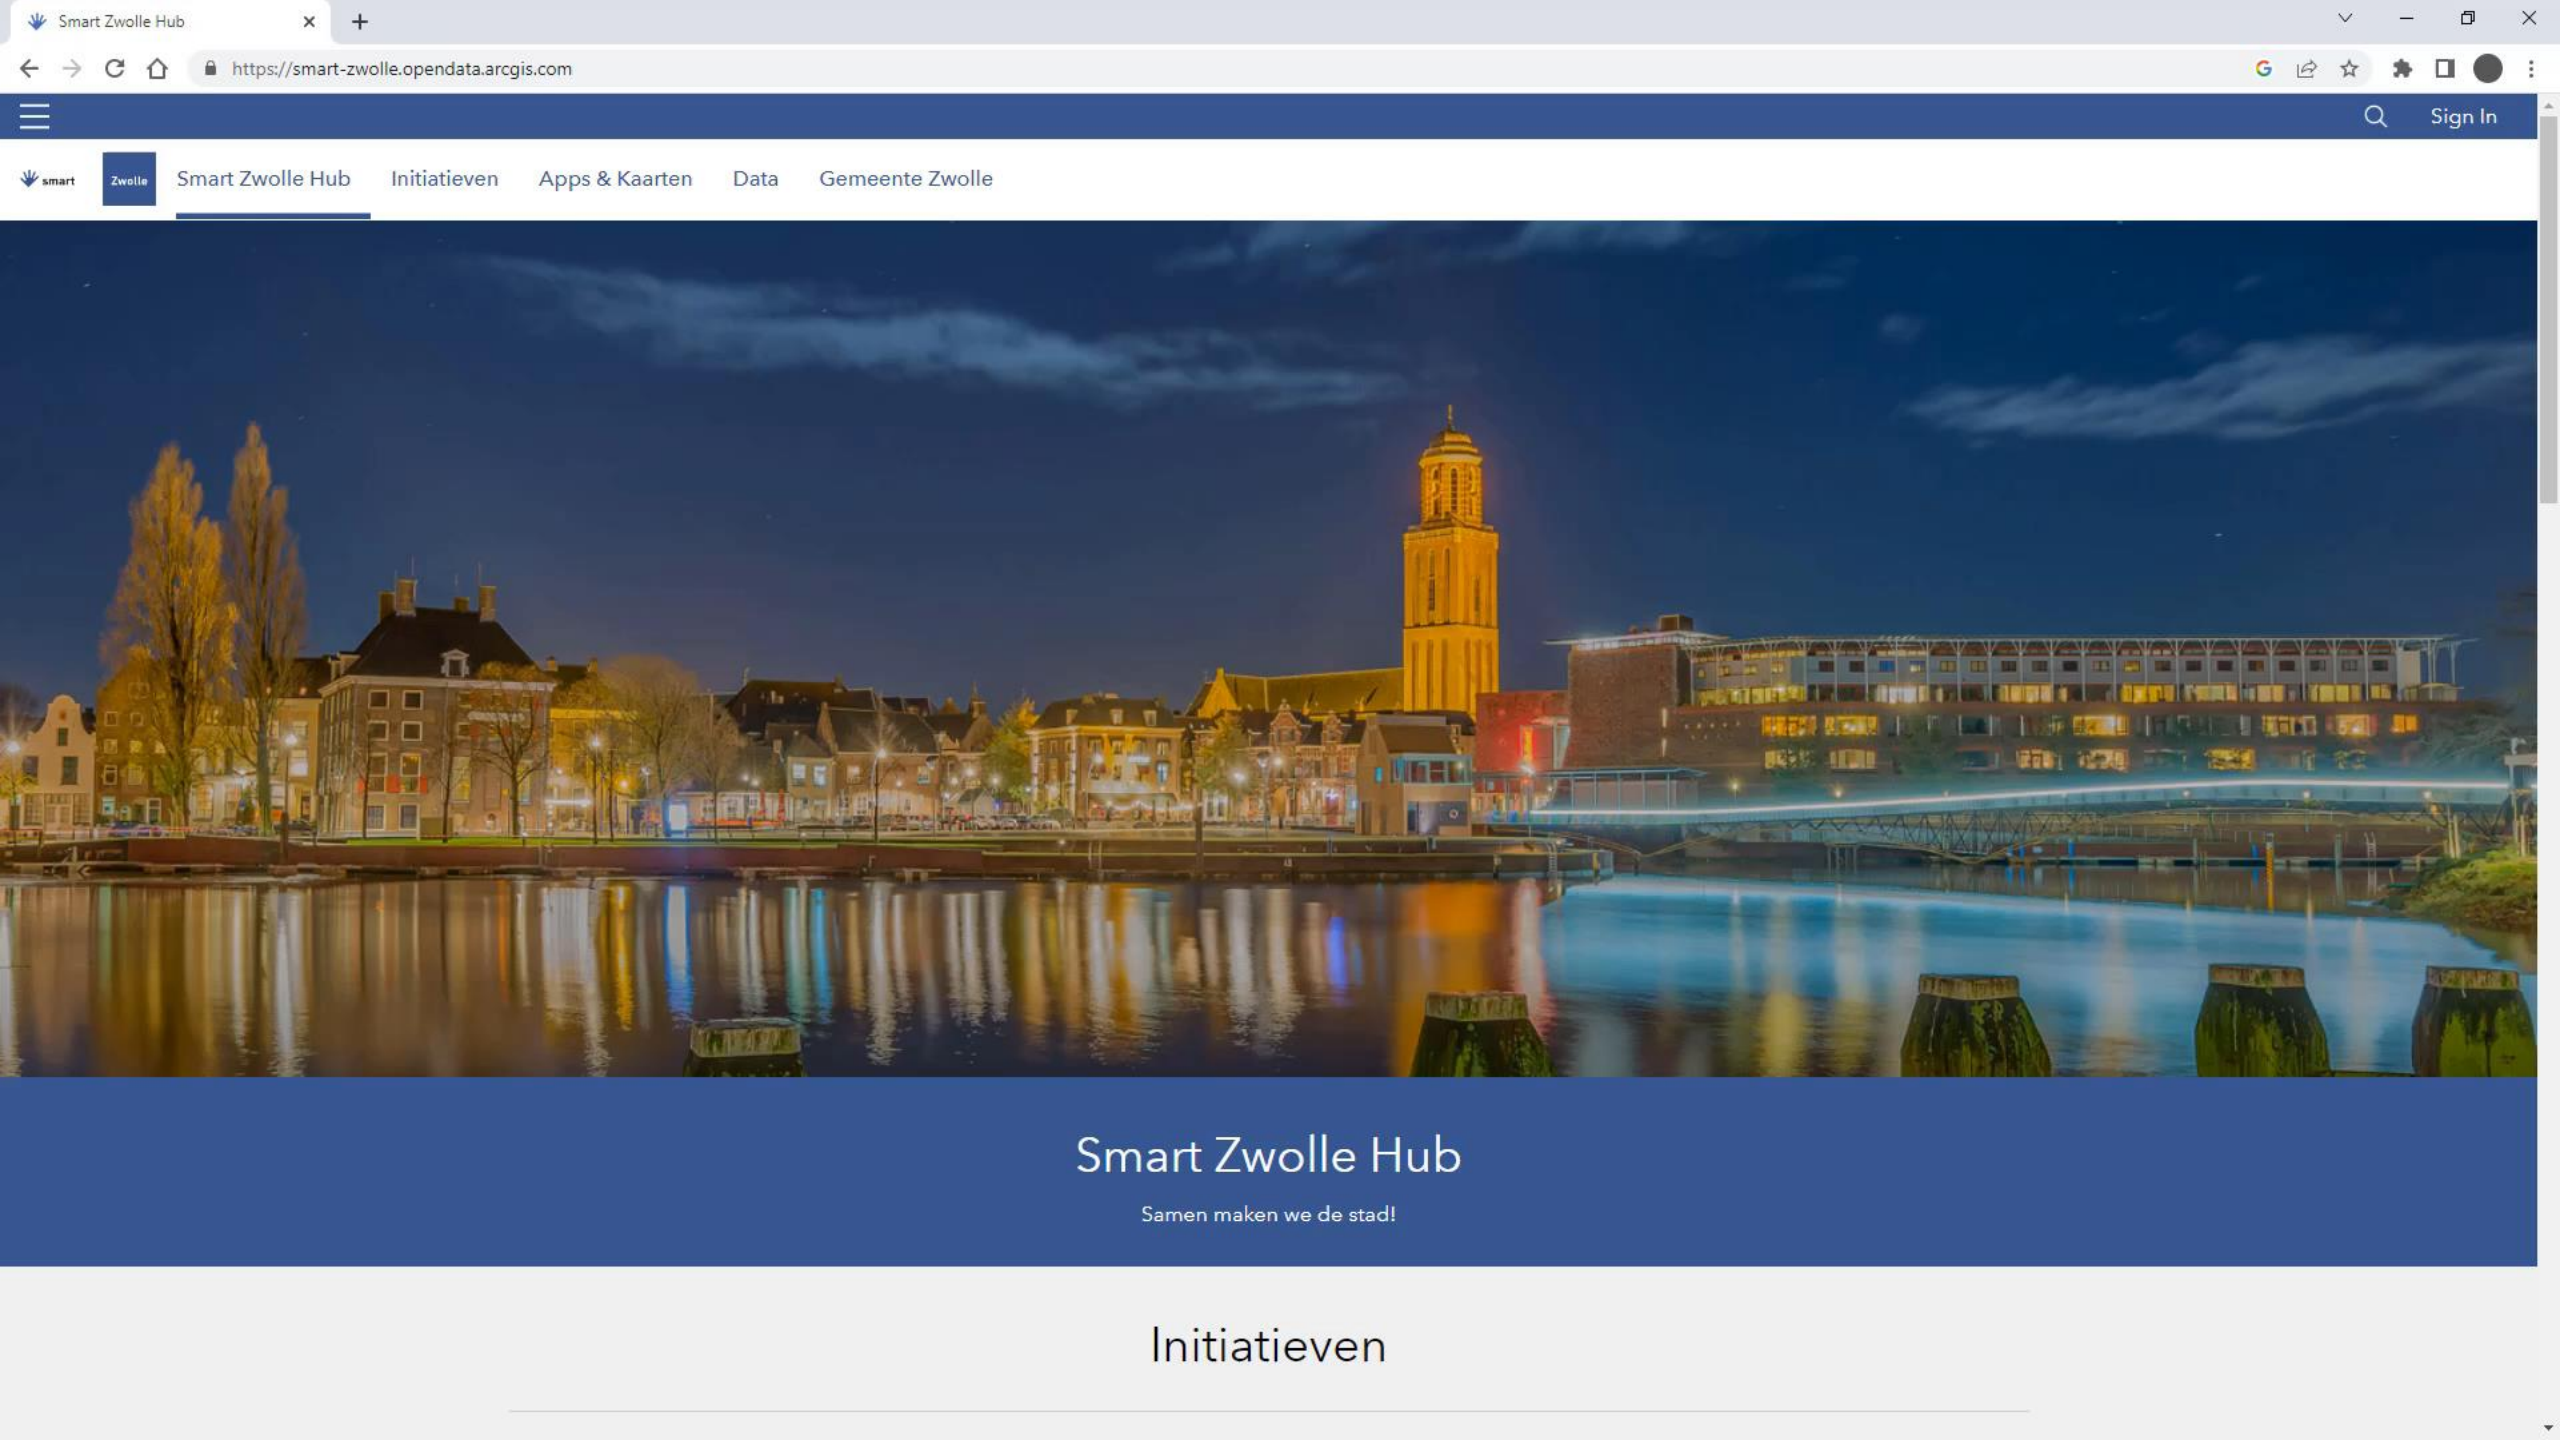 Smart Zwolle Hub
https://smart-zwolle.opendata.arcgis.com
Sign In
smart Zwolle Smart Zwolle Hub Initiatieven Apps & Kaarten Data Gemeente Zwolle
Smart Zwolle Hub
Samen maken we de stad!
Initiatieven